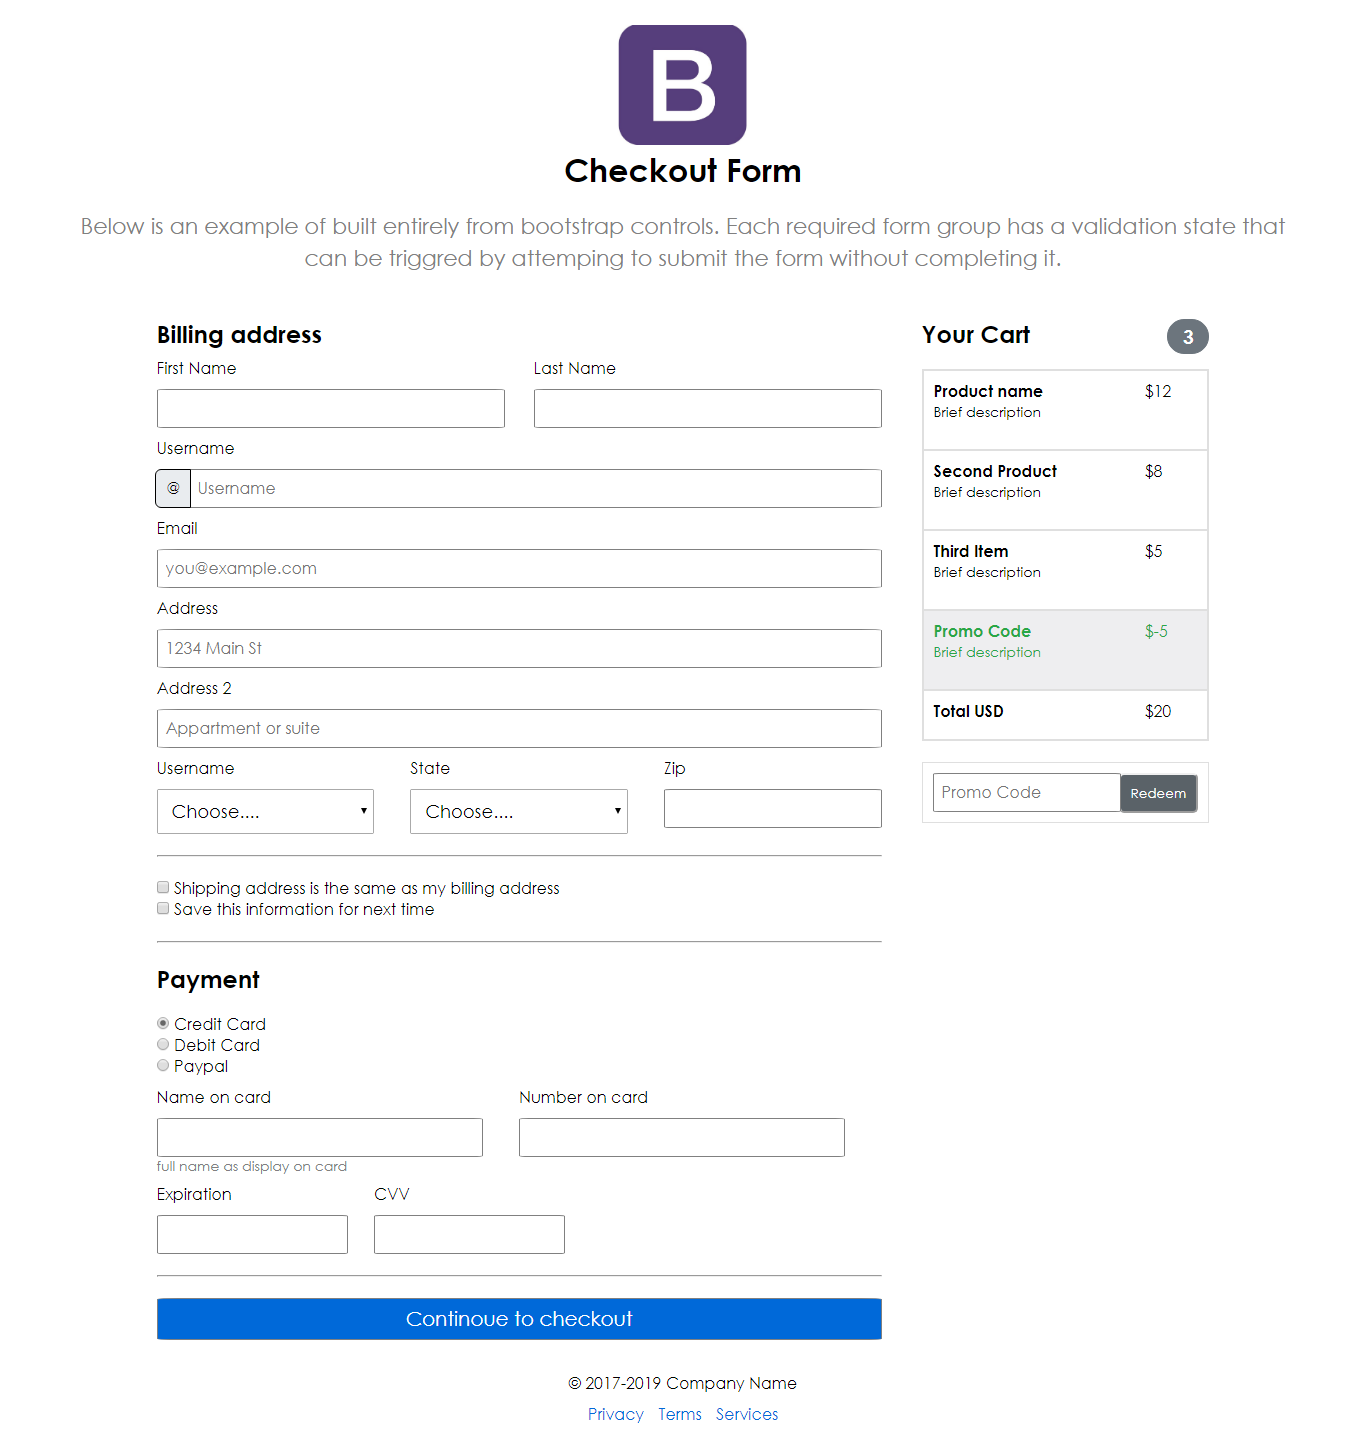 B
Checkout Form
Below is an example of built entirely from bootstrap controls. Each required form group has a validation state that
can be triggred by attemping to submit the form without completing it.
Billing address
First Name Last Name
Username
@ Username
Email
you@example.com
Address
1234 Main St
Address 2
Appartment or suite
Username State Zip
Choose.... Choose....
Shipping address is the same as my billing address
Save this information for next time
Payment
Credit Card
Debit Card
Paypal
Name on card Number on card
full name as display on card
Expiration CVV
Continoue to checkout
Your Cart 3
Product name $12
Brief description
Second Product $8
Brief description
Third Item $5
Brief description
Promo Code $-5
Brief description
Total USD $20
Promo Code Redeem
© 2017-2019 Company Name
Privacy Terms Services